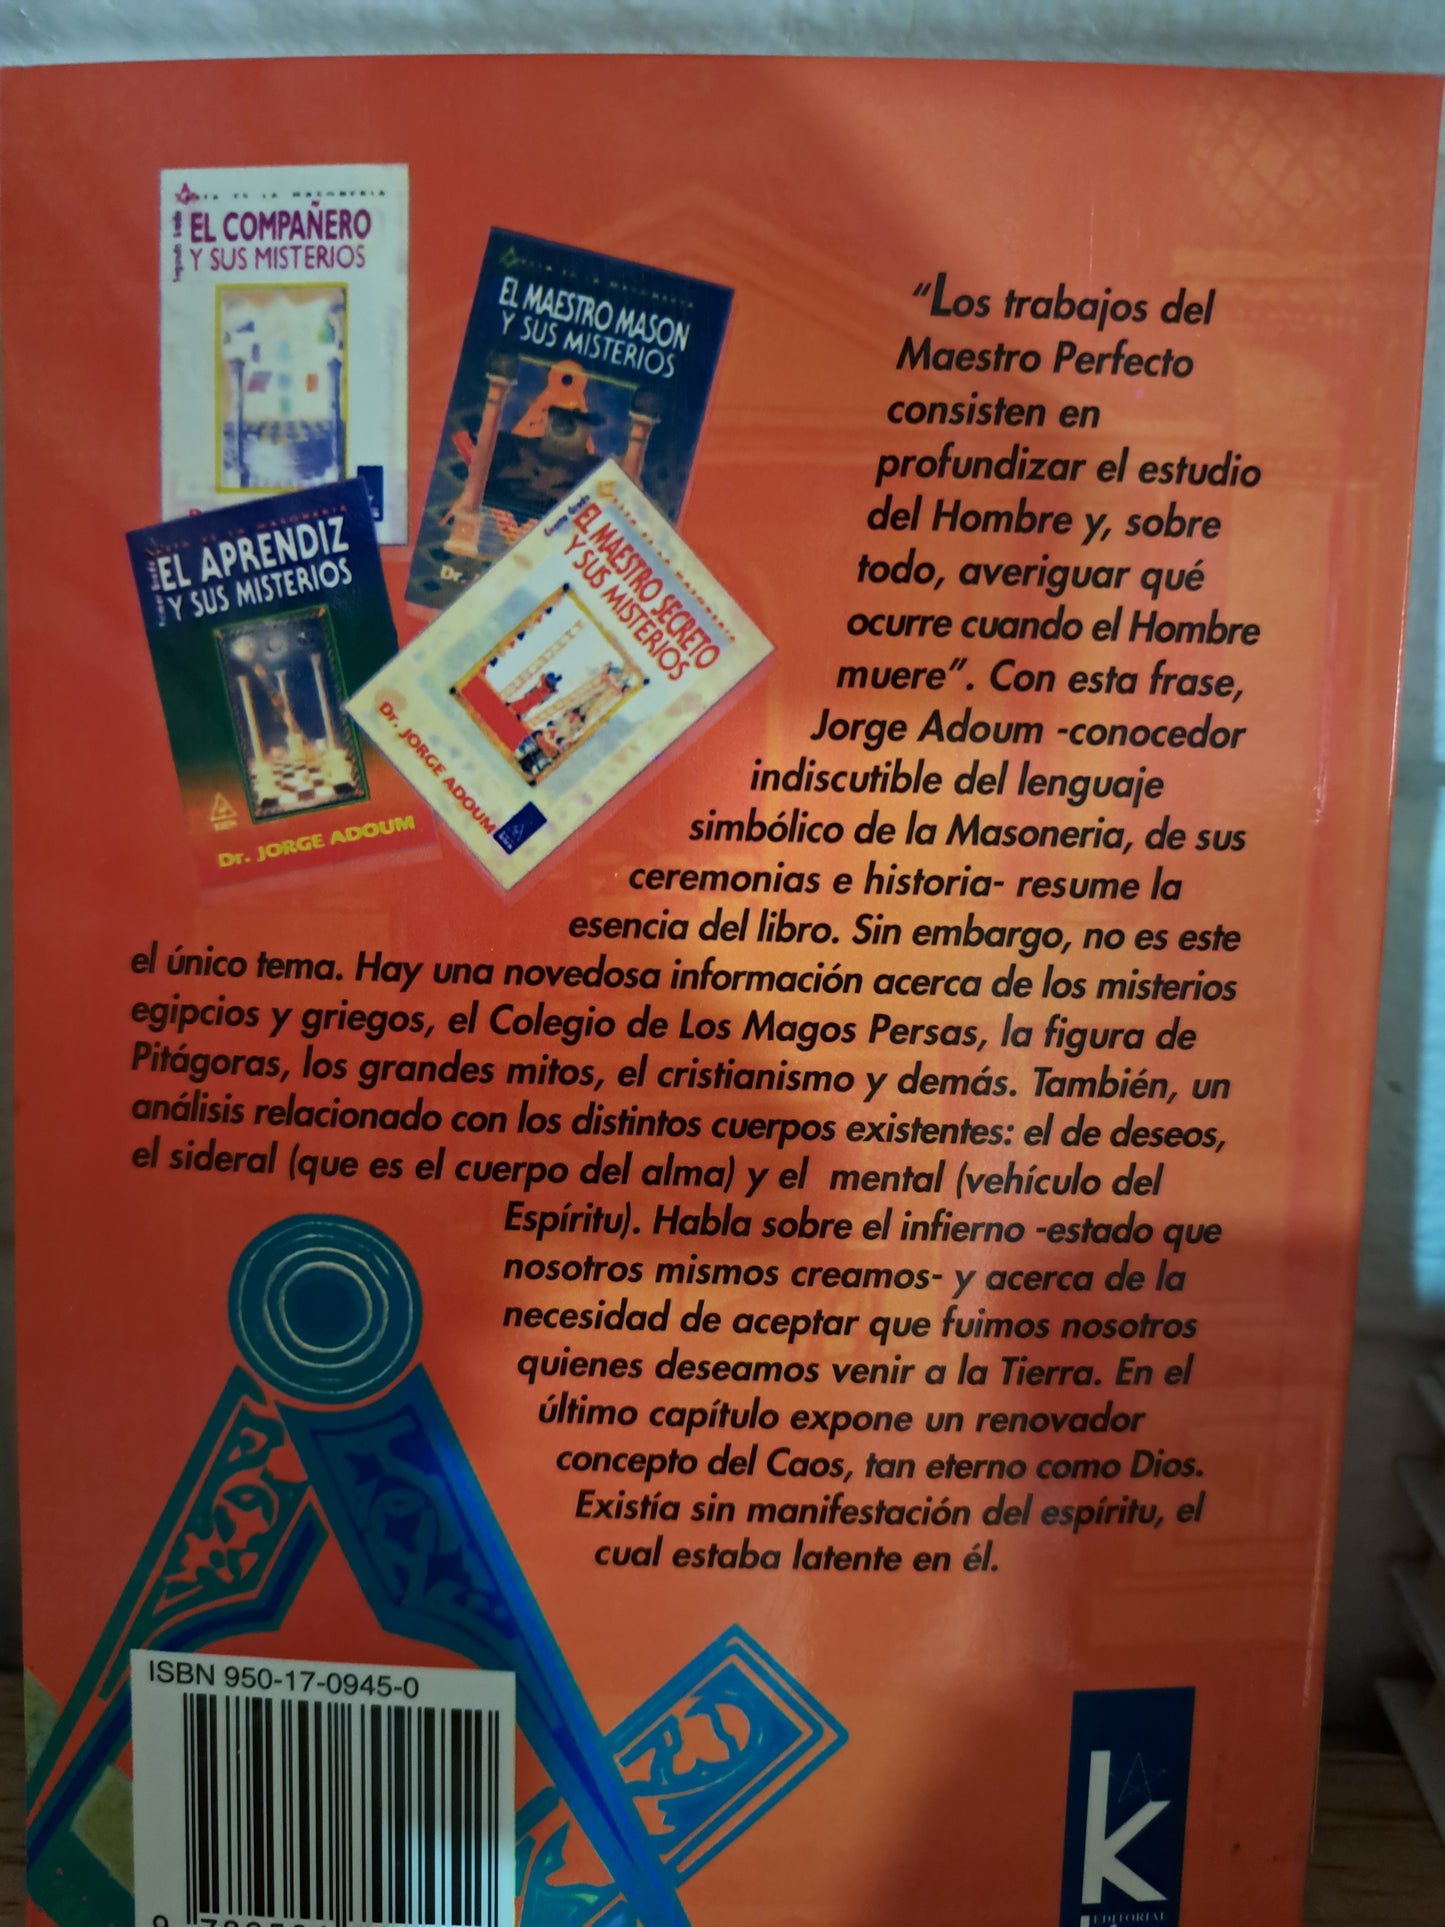 EL COMPAÑERO
Y SUS MISTERIOS
EL MAESTRO MASON
Y SUS MISTERIOS
Dr.
EL APRENDIZ
Y SUS MISTERIOS
Dr. JORGE ADOUM
EL MAESTRO SECRETO
Y SUS MISTERIOS
Dr. JORGE ADOUM
“Los trabajos del
Maestro Perfecto
consisten en
profundizar el estudio
del Hombre y, sobre
todo, averiguar qué
ocurre cuando el Hombre
muere”. Con esta frase,
Jorge Adoum -conocedor
indiscutible del lenguaje
simbólico de la Masoneria, de sus
ceremonias e historia- resume la
esencia del libro. Sin embargo, no es este
el único tema. Hay una novedosa información acerca de los misterios
egipcios y griegos, el Colegio de Los Magos Persas, la figura de
Pitágoras, los grandes mitos, el cristianismo y demás. También, un
análisis relacionado con los distintos cuerpos existentes: el de deseos,
el sideral (que es el cuerpo del alma) y el mental (vehículo del
Espíritu). Habla sobre el infierno -estado que
nosotros mismos creamos- y acerca de la
necesidad de aceptar que fuimos nosotros
quienes deseamos venir a la Tierra. En el
último capítulo expone un renovador
concepto del Caos, tan eterno como Dios.
Existía sin manifestación del espíritu, el
cual estaba latente en él.
ISBN 950-17-0945-0
k
EDITORIAL